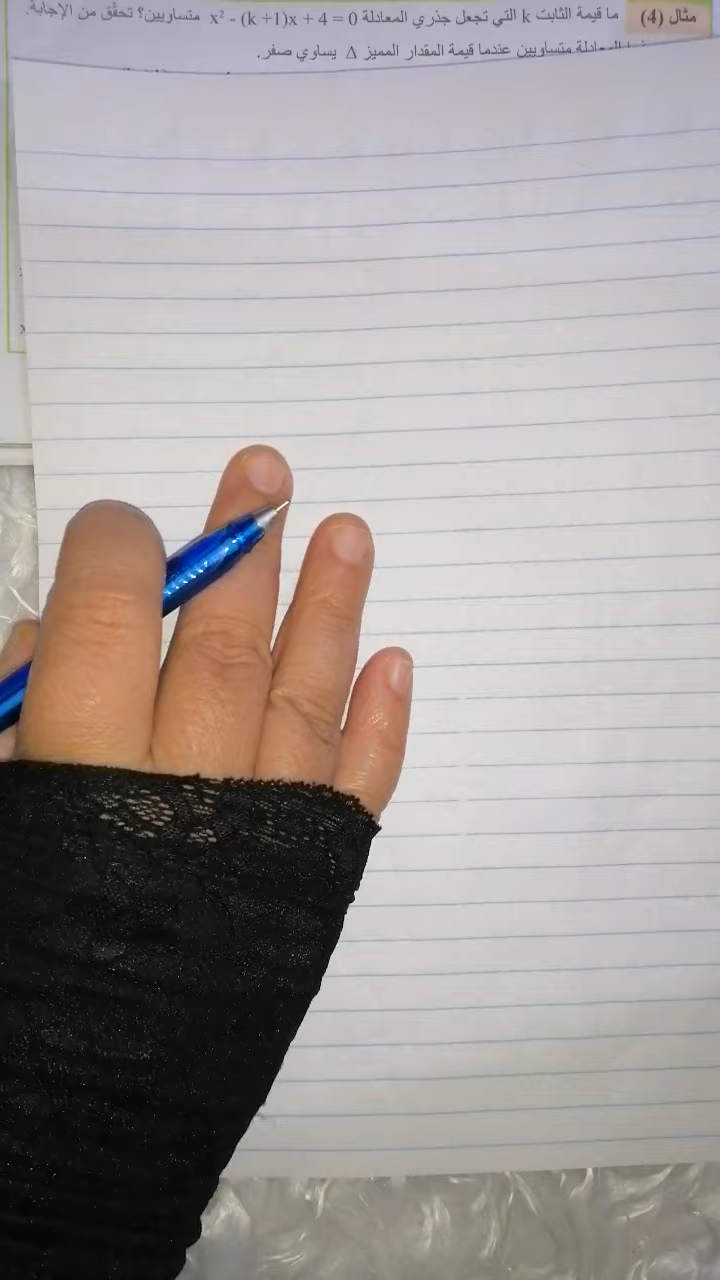 مثال (4) ما قيمة الثابت k التي تجعل جذري المعادلة x² - (k +1)x + 4 = 0 متساويين؟ تحقّق من الإجابة.
المعادلة متساويين عندما قيمة المقدار المميز Δ يساوي صفر.